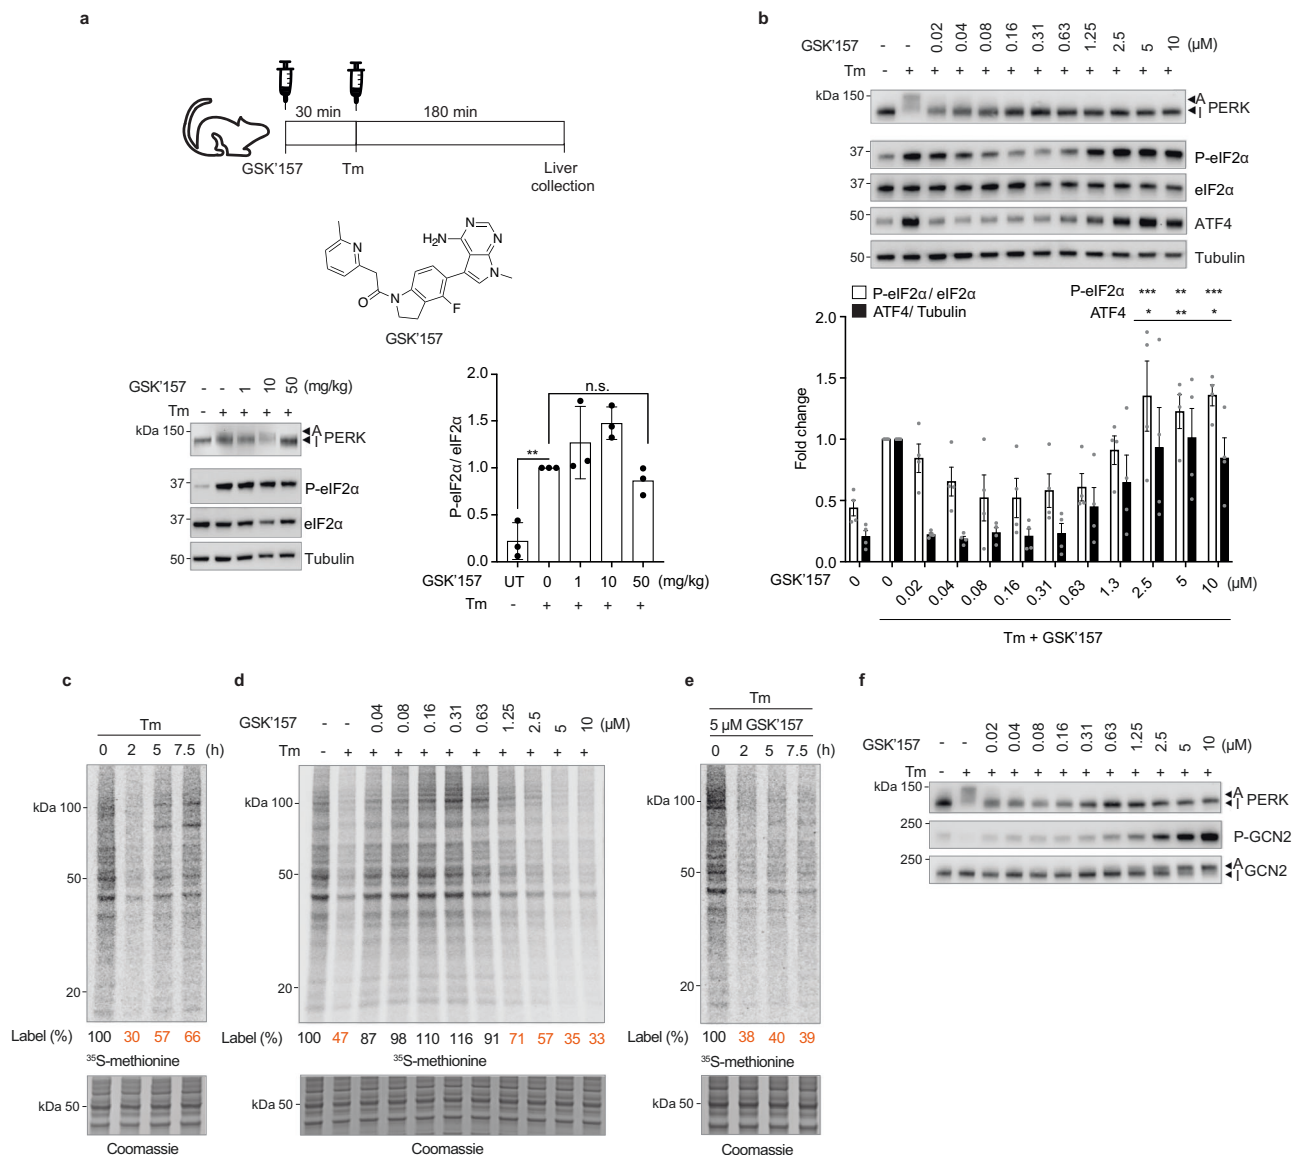 a
30 min
180 min
GSK'157
Tm
Liver
collection
N
O
N
H₂N
N
N
N
F
GSK'157
GSK'157 - - 1 10 50 (mg/kg)
Tm - + + + +
kDa 150
A
I PERK
37
P-eIF2α
37
eIF2α
50
Tubulin
P-eIF2α/ eIF2α
2.0
1.5
1.0
0.5
0.0
**
n.s.
GSK'157 UT 0 1 10 50 (mg/kg)
Tm - + + + +
b
GSK'157 - - 0.02 0.04 0.08 0.16 0.31 0.63 1.25 2.5 5 10 (μM)
Tm - + + + + + + + + + + +
kDa 150
A
I PERK
37
P-eIF2α
37
eIF2α
50
ATF4
50
Tubulin
P-eIF2α/ eIF2α
ATF4/ Tubulin
P-eIF2α *** ** ***
ATF4 * ** *
Fold change
2.0
1.5
1.0
0.5
0.0
GSK'157 0 0 0.02 0.04 0.08 0.16 0.31 0.63 1.3 2.5 5 10 (μM)
Tm + GSK'157
c
Tm
0 2 5 7.5 (h)
kDa 100
50
20
Label (%) 100 30 57 66
³⁵S-methionine
kDa 50
Coomassie
d
GSK'157 - - 0.04 0.08 0.16 0.31 0.63 1.25 2.5 5 10 (μM)
Tm - + + + + + + + + + +
kDa 100
50
20
Label (%) 100 47 87 98 110 116 91 71 57 35 33
³⁵S-methionine
kDa 50
Coomassie
e
Tm
5 μM GSK'157
0 2 5 7.5 (h)
kDa 100
50
20
Label (%) 100 38 40 39
³⁵S-methionine
kDa 50
Coomassie
f
GSK'157 - - 0.02 0.04 0.08 0.16 0.31 0.63 1.25 2.5 5 10 (μM)
Tm - + + + + + + + + + + +
kDa 150
A
I PERK
250
P-GCN2
250
A
I GCN2